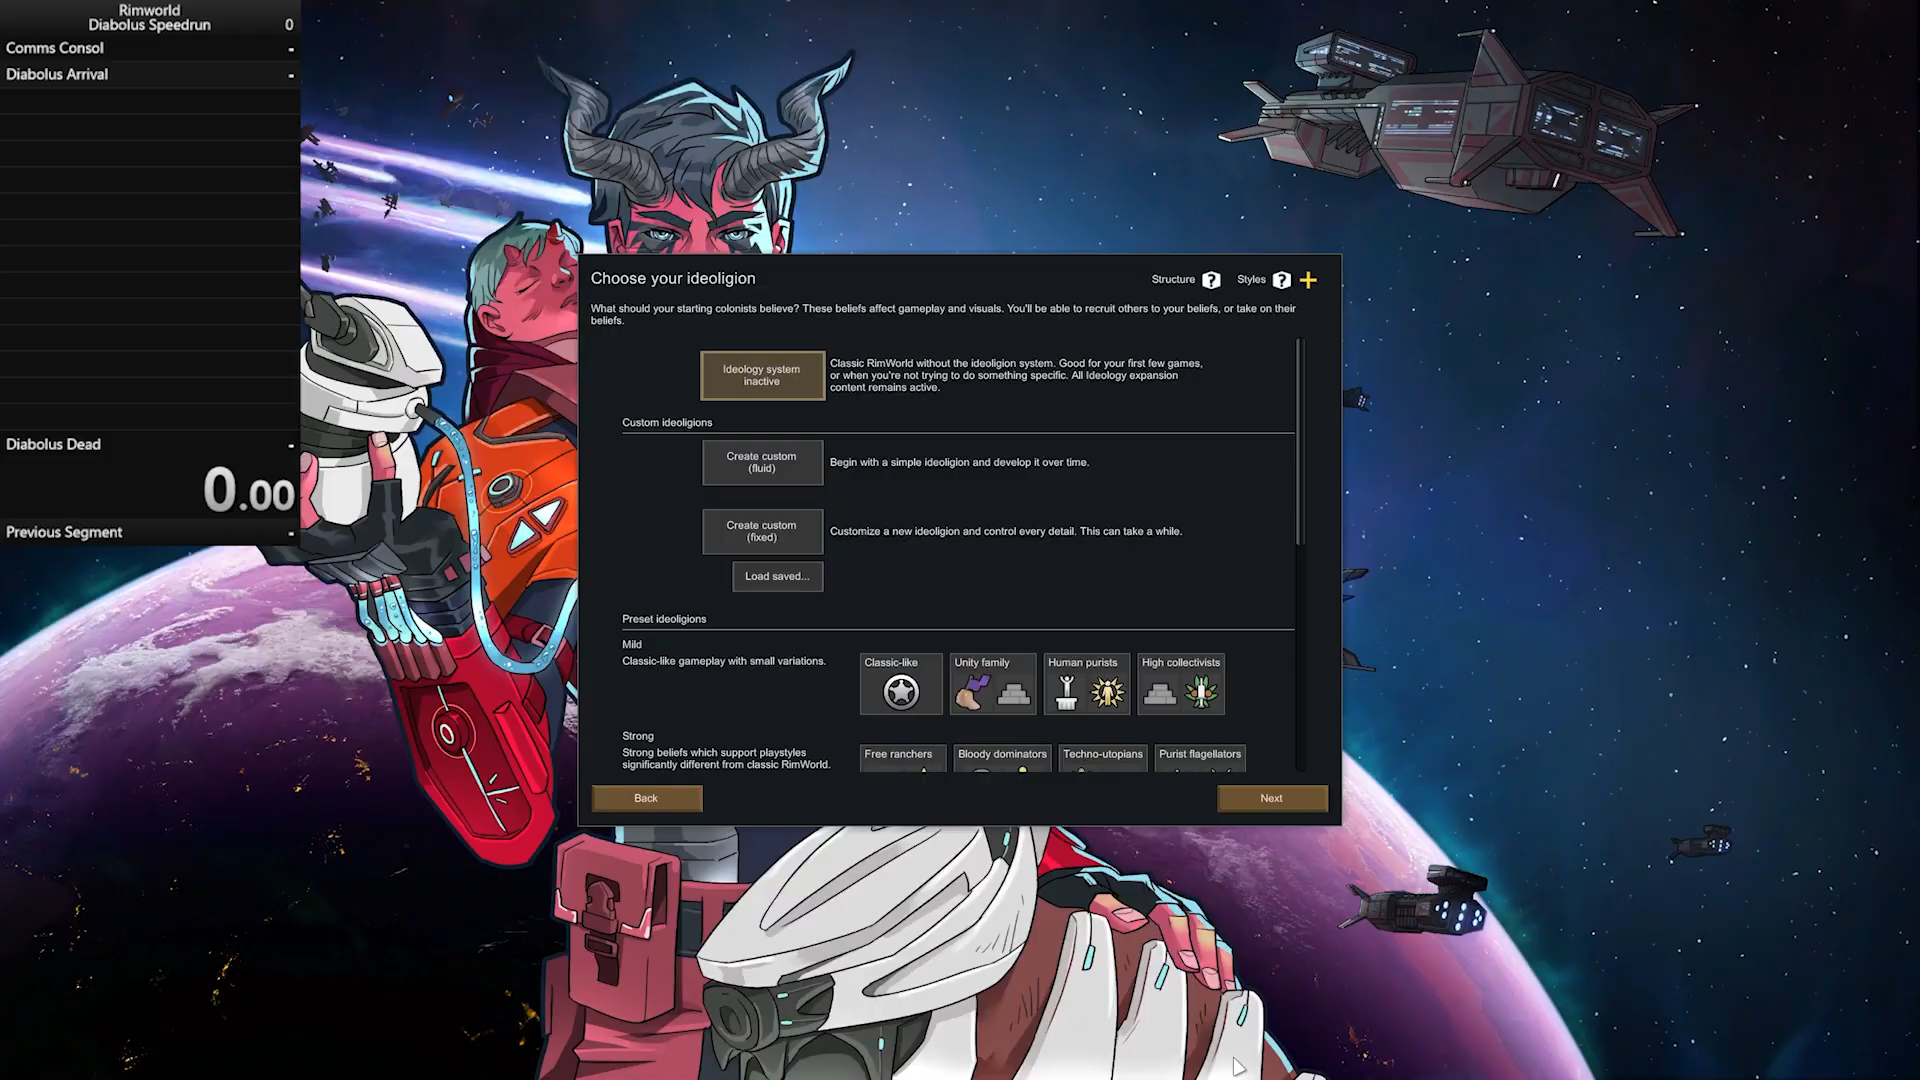 Rimworld
Diabolus Speedrun 0
Comms Consol -
Diabolus Arrival -
Diabolus Dead -
0.00
Previous Segment -
Choose your ideoligion
Structure ? Styles ? +
What should your starting colonists believe? These beliefs affect gameplay and visuals. You'll be able to recruit others to your beliefs, or take on their
beliefs.
Ideology system
inactive
Classic RimWorld without the ideoligion system. Good for your first few games,
or when you're not trying to do something specific. All Ideology expansion
content remains active.
Custom ideoligions
Create custom
(fluid)
Begin with a simple ideoligion and develop it over time.
Create custom
(fixed)
Customize a new ideoligion and control every detail. This can take a while.
Load saved...
Preset ideoligions
Mild
Classic-like gameplay with small variations.
Classic-like Unity family Human purists High collectivists
Strong
Strong beliefs which support playstyles
significantly different from classic RimWorld.
Free ranchers Bloody dominators Techno-utopians Purist flagellators
Back Next